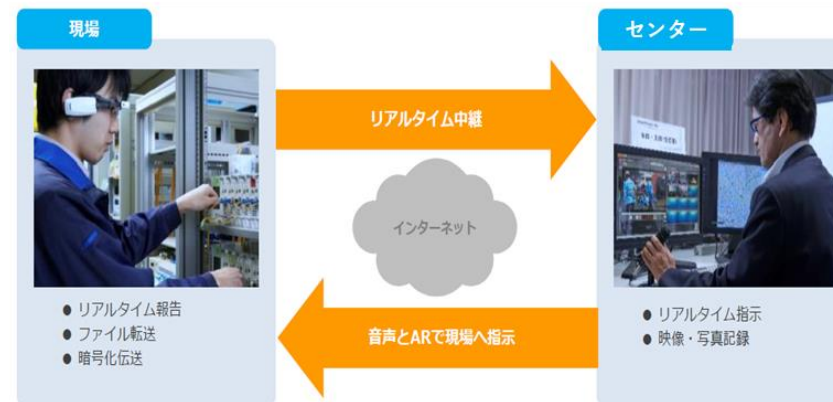 現場
センター
リアルタイム中継
インターネット
音声とARで現場へ指示
● リアルタイム報告
● ファイル転送
● 暗号化伝送
● リアルタイム指示
● 映像・写真記録